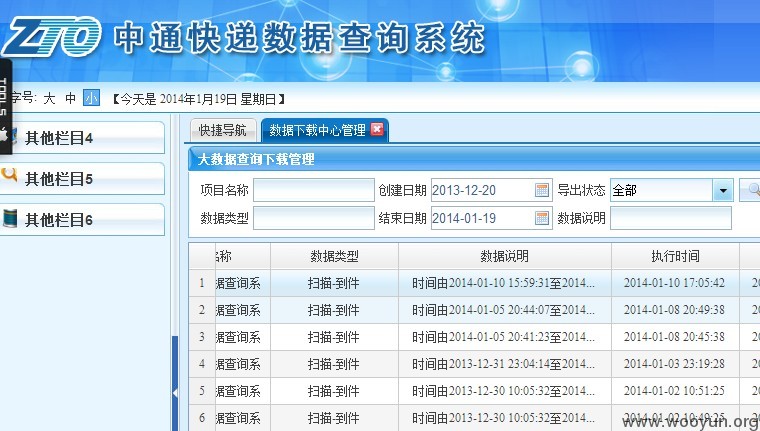 ZTO 中通快递数据查询系统
TOOLS
字号: 大 中 小 【今天是 2014年1月19日 星期日】
其他栏目4
其他栏目5
其他栏目6
快捷导航 数据下载中心管理
大数据查询下载管理
项目名称 创建日期 2013-12-20 导出状态 全部
数据类型 结束日期 2014-01-19 数据说明
名称 数据类型 数据说明 执行时间
1 据查询系 扫描-到件 时间由2014-01-10 15:59:31至2014... 2014-01-10 17:05:42 20
2 据查询系 扫描-到件 时间由2014-01-05 20:44:07至2014... 2014-01-08 20:49:38 20
3 据查询系 扫描-到件 时间由2014-01-05 20:41:23至2014... 2014-01-08 20:45:38 20
4 据查询系 扫描-到件 时间由2013-12-31 23:04:14至2014... 2014-01-03 23:19:28 20
5 据查询系 扫描-到件 时间由2013-12-30 10:05:32至2014... 2014-01-02 10:51:25 20
6 据查询系 扫描-到件 时间由2013-12-30 10:05:32至2014... 2014-01-02 10:49:25 20
www.wooyun.org